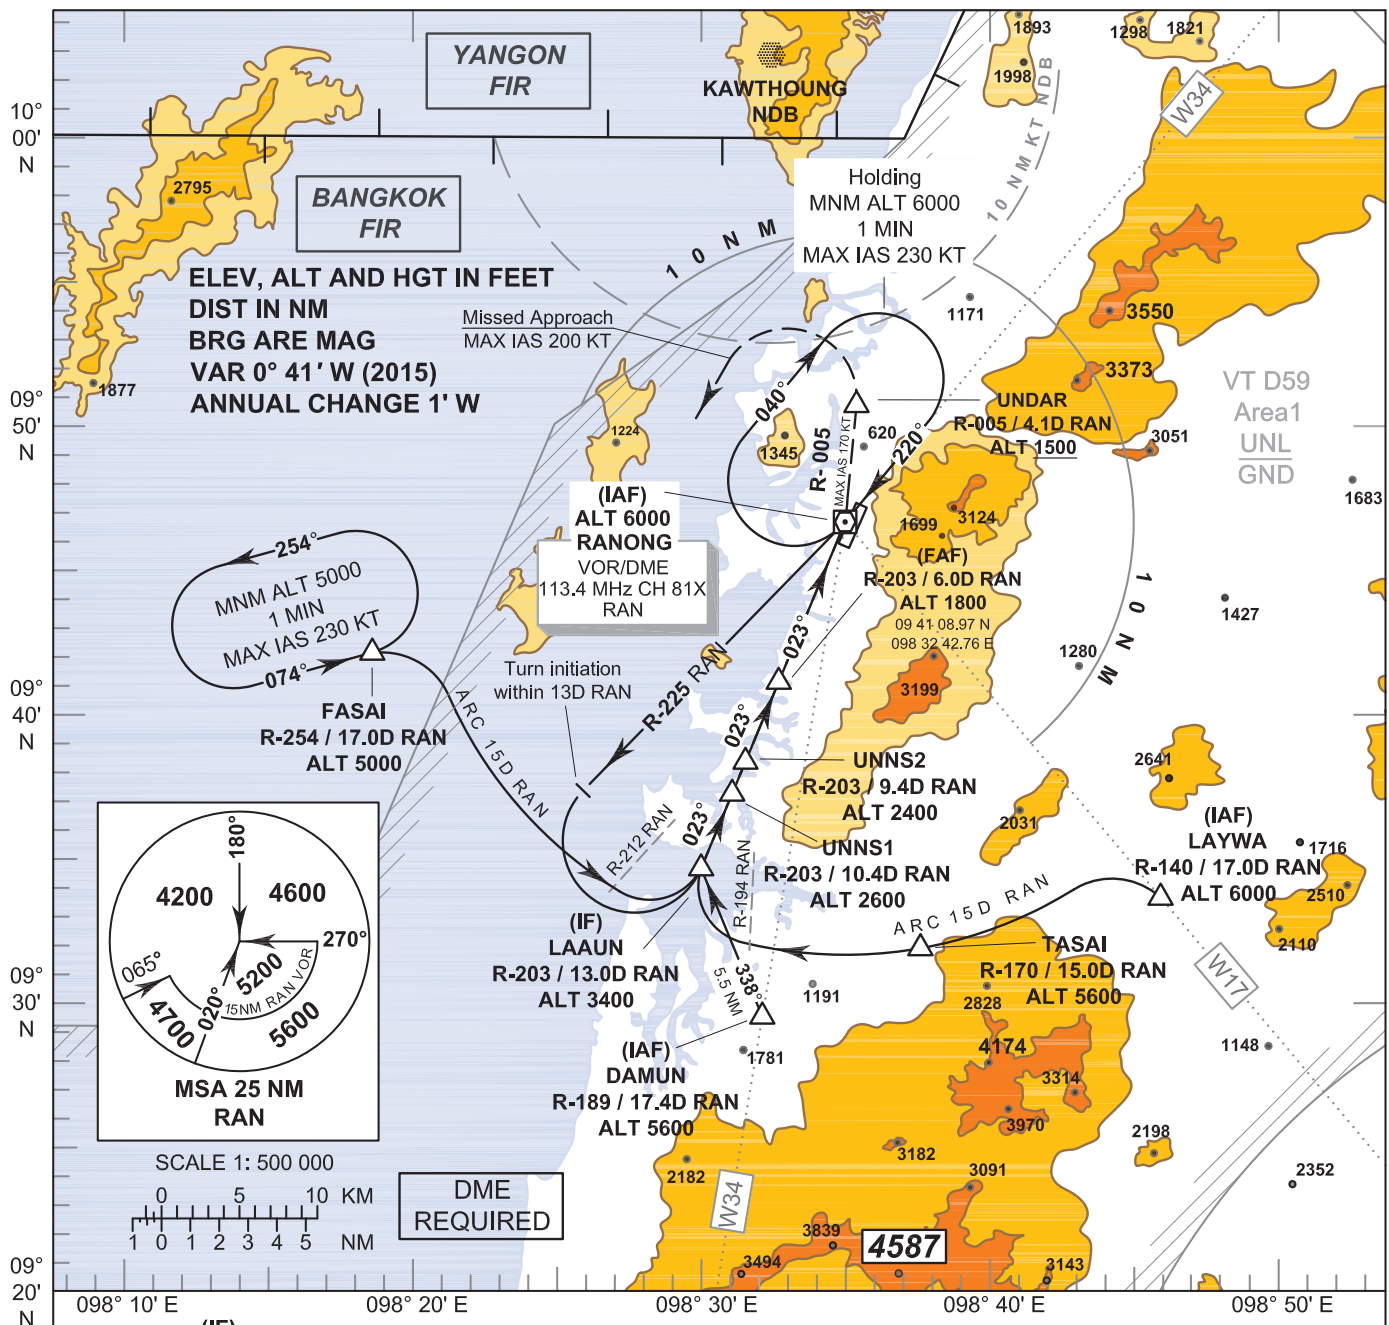 YANGON
FIR
KAWTHOUNG
NDB
1893
1998
1298
1821
W34
10 NM KT NDB
10°
00'
N
2795
BANGKOK
FIR
Holding
MNM ALT 6000
1 MIN
MAX IAS 230 KT
10 NM
ELEV, ALT AND HGT IN FEET
DIST IN NM
BRG ARE MAG
VAR 0° 41' W (2015)
ANNUAL CHANGE 1' W
Missed Approach
MAX IAS 200 KT
1171
3550
3373
1877
09°
50'
N
1224
040°
1345
R- 005
MAX IAS 170 KT
620
220°
UNDAR
R-005 / 4.1D RAN
ALT 1500
3051
VT D59
Area1
UNL
GND
1683
(IAF)
ALT 6000
RANONG
VOR/DME
113.4 MHz CH 81X
RAN
1699
3124
(FAF)
R-203 / 6.0D RAN
ALT 1800
09 41 08.97 N
098 32 42.76 E
254°
MNM ALT 5000
1 MIN
MAX IAS 230 KT
074°
10 NM
1427
1280
3199
023°
R-225 RAN
Turn initiation
within 13D RAN
09°
40'
N
FASAI
R-254 / 17.0D RAN
ALT 5000
ARC 15D RAN
023°
UNNS2
R-203 / 9.4D RAN
ALT 2400
2641
2031
023°
UNNS1
R-203 / 10.4D RAN
ALT 2600
R-212 RAN
R-194 RAN
(IAF)
LAYWA
R-140 / 17.0D RAN
ALT 6000
1716
2510
2110
ARC 15D RAN
180°
4200
4600
270°
065°
5200
15NM RAN VOR
020°
4700
5600
MSA 25 NM
RAN
(IF)
LAAUN
R-203 / 13.0D RAN
ALT 3400
338°
5.5 NM
TASAI
R-170 / 15.0D RAN
ALT 5600
2828
1191
W17
09°
30'
N
(IAF)
DAMUN
R-189 / 17.4D RAN
ALT 5600
1781
4174
3314
3970
1148
2198
3182
3091
2182
2352
SCALE 1: 500 000
0 5 10 KM
1 0 1 2 3 4 5 NM
DME
REQUIRED
W34
3839
4587
3494
3143
09°
20'
N
098° 10' E
098° 20' E
098° 30' E
098° 40' E
098° 50' E
(IF)